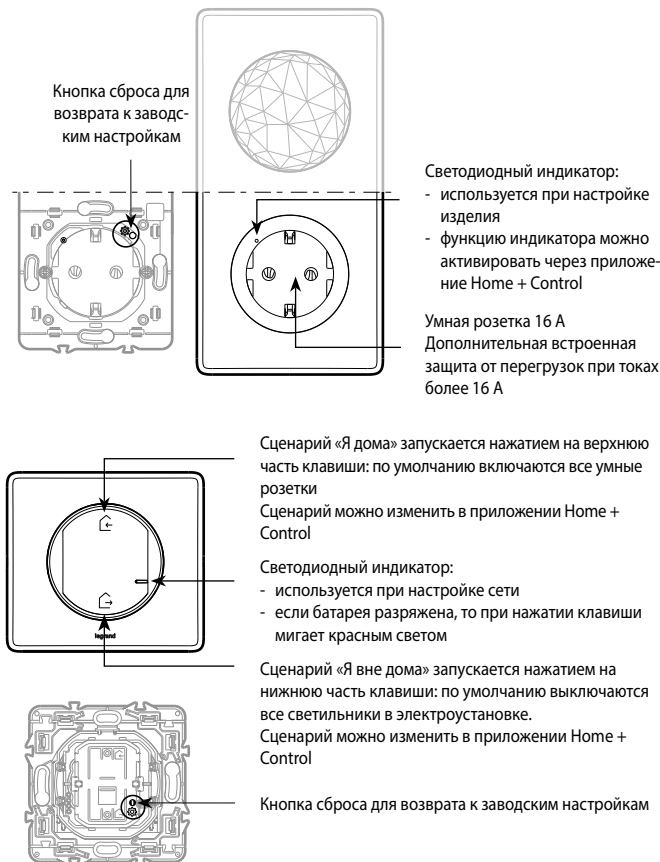 Кнопка сброса для
возврата к заводс-
ким настройкам
Светодиодный индикатор:
- используется при настройке
изделия
- функцию индикатора можно
активировать через приложе-
ние Home + Control
Умная розетка 16 А
Дополнительная встроенная
защита от перегрузок при токах
более 16 А
Сценарий «Я дома» запускается нажатием на верхнюю
часть клавиши: по умолчанию включаются все умные
розетки
Сценарий можно изменить в приложении Home +
Control
Светодиодный индикатор:
- используется при настройке сети
- если батарея разряжена, то при нажатии клавиши
мигает красным светом
legrand
Сценарий «Я вне дома» запускается нажатием на
нижнюю часть клавиши: по умолчанию выключаются
все светильники в электроустановке.
Сценарий можно изменить в приложении Home +
Control
Кнопка сброса для возврата к заводским настройкам